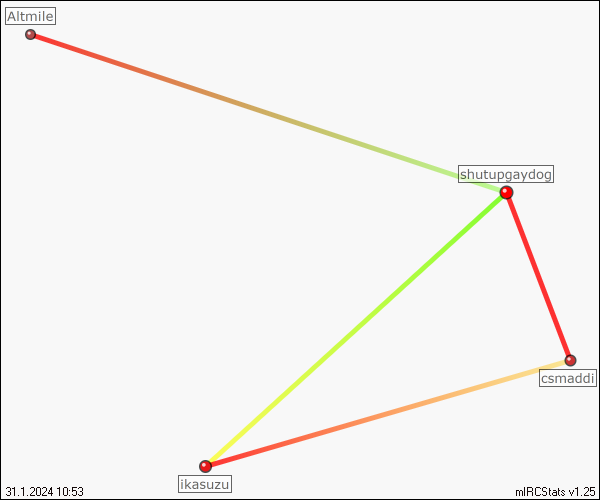 Altmile
shutupgaydog
csmaddi
ikasuzu
31.1.2024 10:53
mIRCStats v1.25